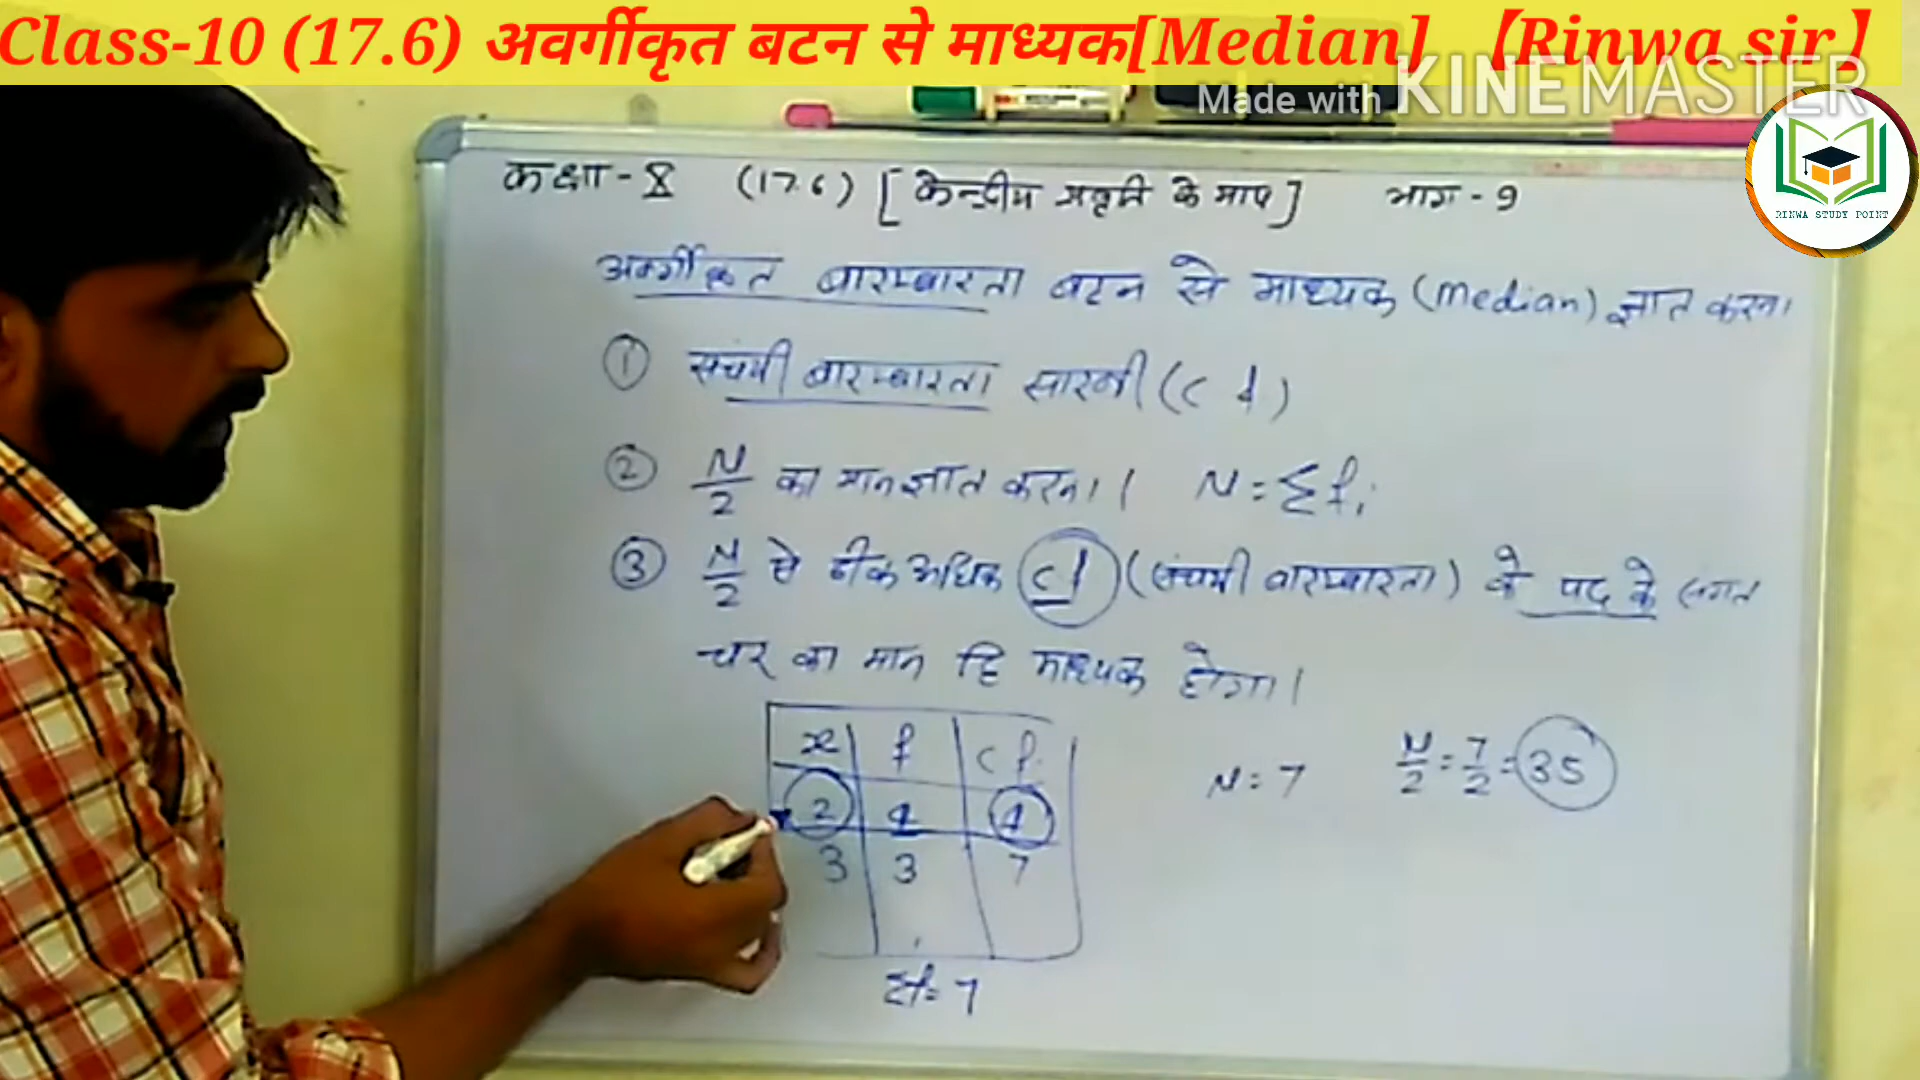 Class-10 (17.6) अवर्गीकृत बटन से माध्यक[Median] 【Rinwa sir】
Made with KINEMASTER
RINWA STUDY POINT
कक्षा - X (17.6) [केन्द्रीय प्रवृत्ति के माप] भाग - 9
अवर्गीकृत बारम्बारता बटन से माध्यक (Median) ज्ञात करना
① संचयी बारम्बारता सारणी (c f)
② N/2 का मान ज्ञात करना। N = Σfi
③ N/2 से ठीक अधिक cf (संचयी बारम्बारता) के पद के संगत
चर का मान हि माध्यक होगा।
x f cf
2 4 4
3 3 7
Σf = 7
N = 7 N/2 = 7/2 = 35